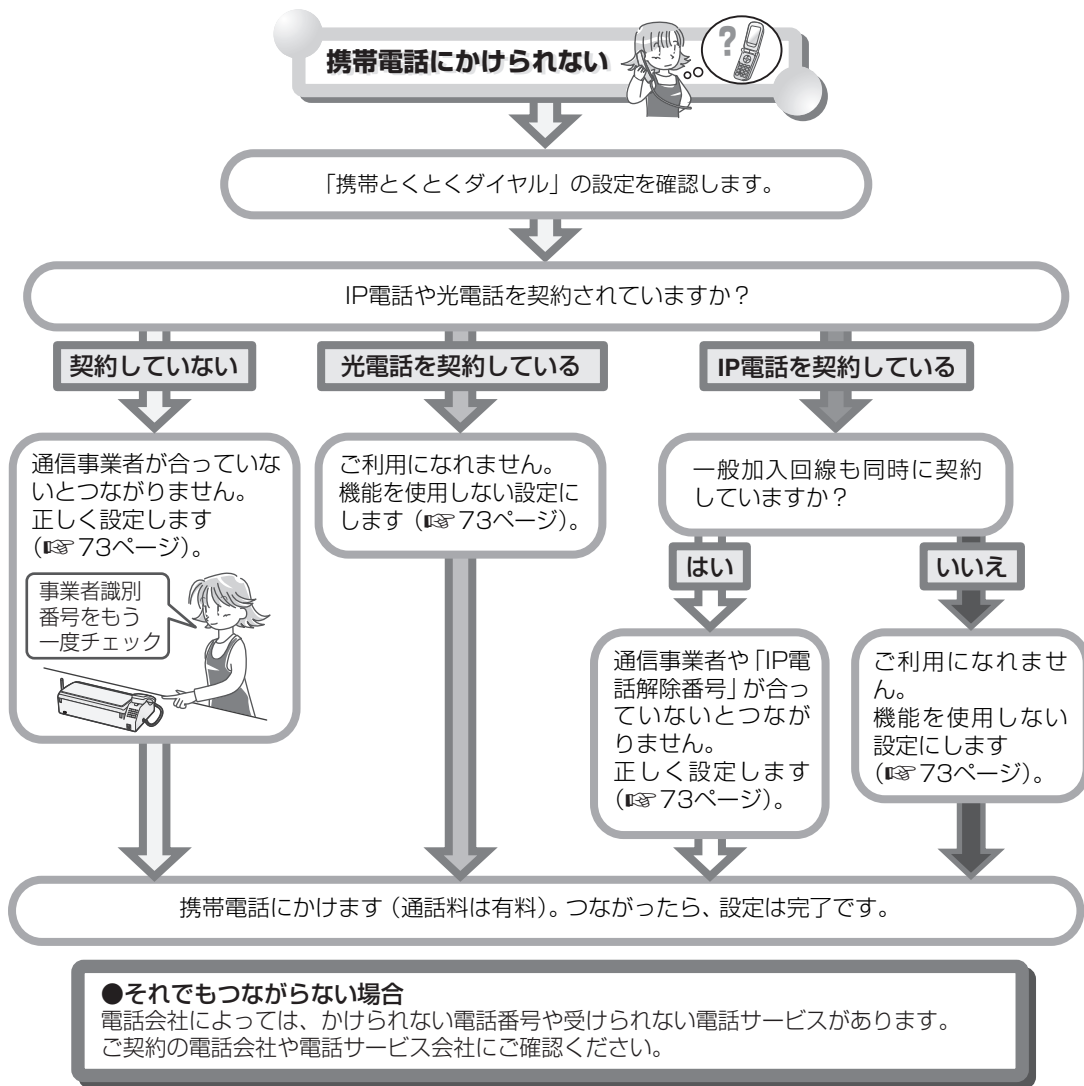 携帯電話にかけられない
?
「携帯とくとくダイヤル」の設定を確認します。
IP電話や光電話を契約されていますか？
契約していない
通信事業者が合っていな
いとつながりません。
正しく設定します
（☞73ページ）。
事業者識別
番号をもう
一度チェック
光電話を契約している
ご利用になれません。
機能を使用しない設定に
します（☞73ページ）。
IP電話を契約している
一般加入回線も同時に契約
していますか？
はい
通信事業者や「IP電
話解除番号」が合っ
ていないとつなが
りません。
正しく設定します
（☞73ページ）。
いいえ
ご利用になれませ
ん。
機能を使用しない
設定にします
（☞73ページ）。
携帯電話にかけます（通話料は有料）。つながったら、設定は完了です。
●それでもつながらない場合
電話会社によっては、かけられない電話番号や受けられない電話サービスがあります。
ご契約の電話会社や電話サービス会社にご確認ください。